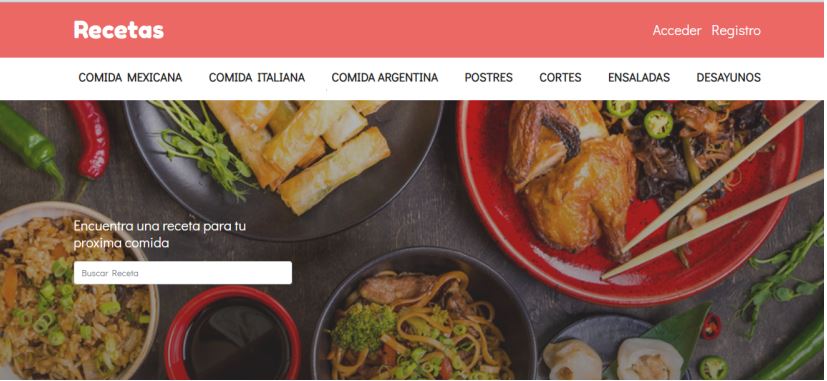 Recetas
Acceder Registro
COMIDA MEXICANA COMIDA ITALIANA COMIDA ARGENTINA POSTRES CORTES ENSALADAS DESAYUNOS
Encuentra una receta para tu
proxima comida
Buscar Receta